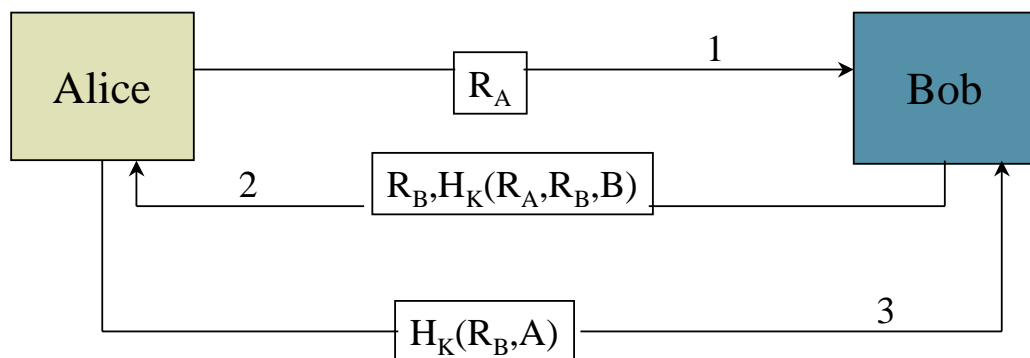 Alice
1
R_A
Bob
2
R_B,H_K(R_A,R_B,B)
H_K(R_B,A)
3